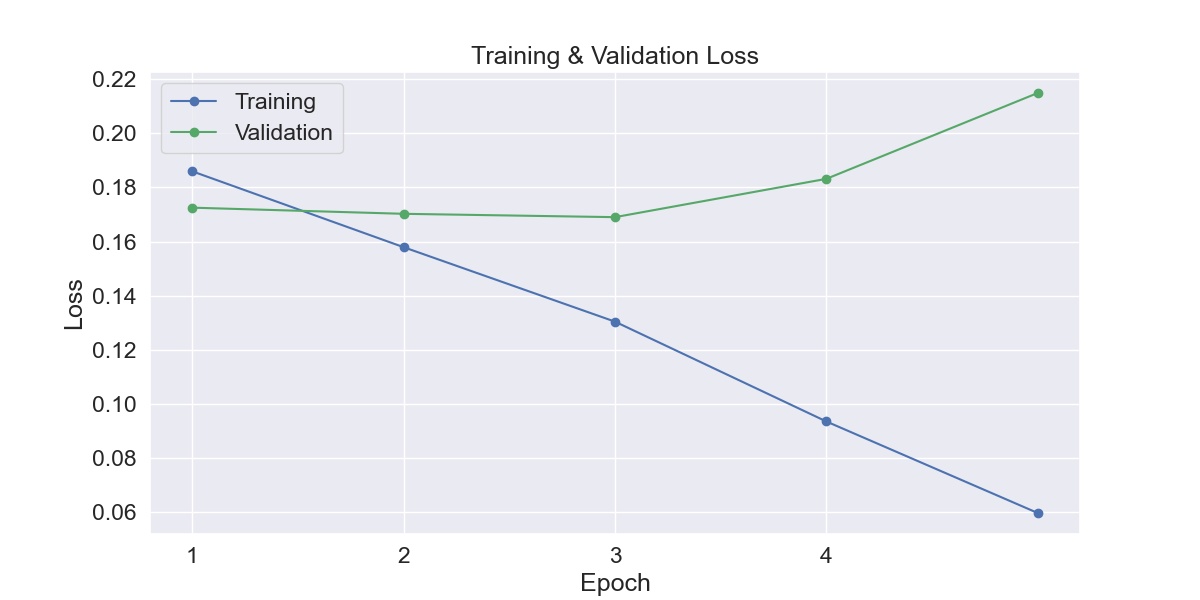 Training & Validation Loss
0.22
0.20
0.18
0.16
0.14
0.12
0.10
0.08
0.06
Loss
Training
Validation
1 2 3 4
Epoch